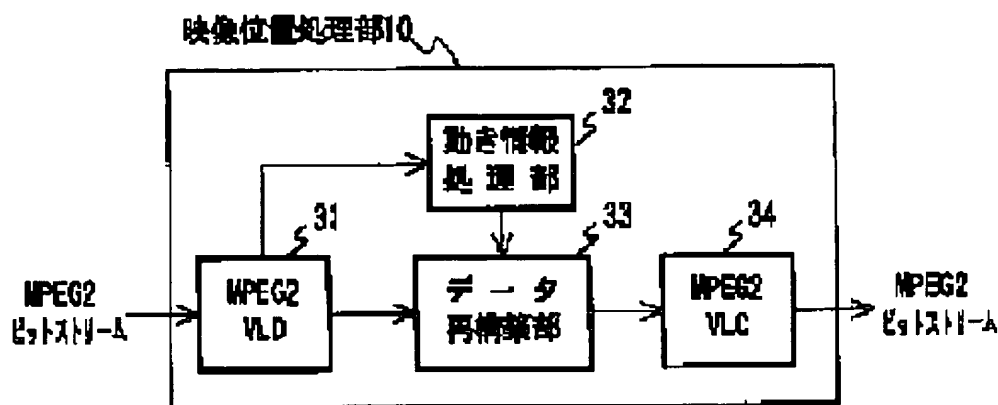 映像位置処理部10
32
動き情報
処理部
31
33
34
MPEG2
ビットストリーム
MPEG2
VLD
データ
再構築部
MPEG2
VLC
MPEG2
ビットストリーム